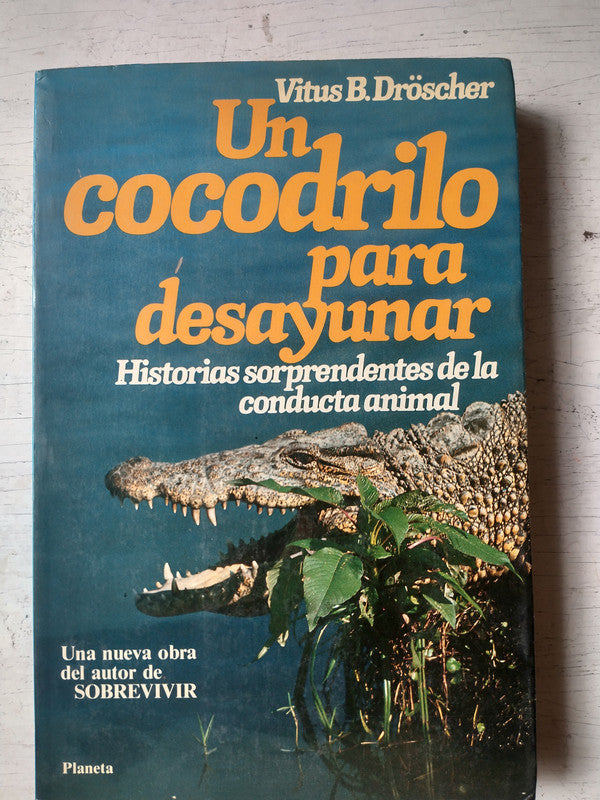 Vitus B. Dröscher
Un
cocodrilo
para
desayunar
Historias sorprendentes de la
conducta animal
Una nueva obra
del autor de
SOBREVIVIR
Planeta